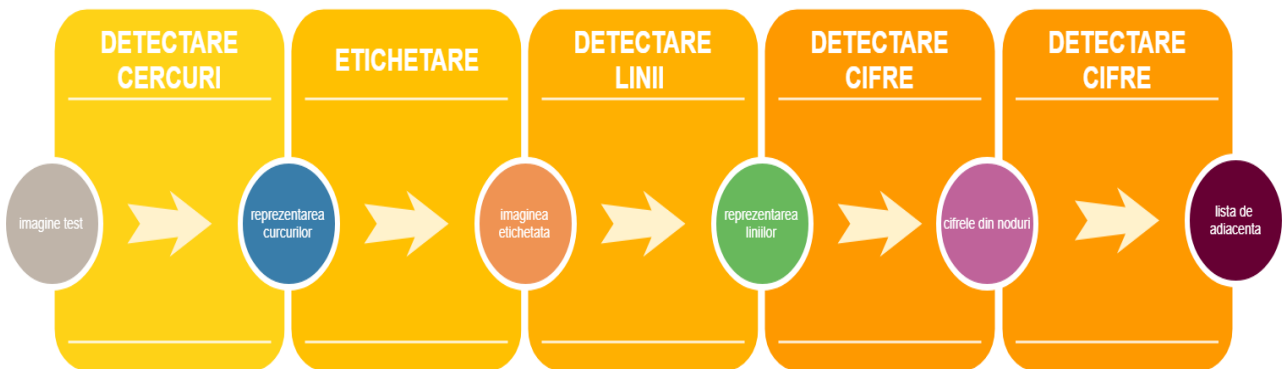 DETECTARE
CERCURI
ETICHETARE
DETECTARE
LINII
DETECTARE
CIFRE
DETECTARE
CIFRE
imagine test
reprezentarea
curcurilor
imaginea
etichetata
reprezentarea
liniilor
cifrele din noduri
lista de
adiacenta